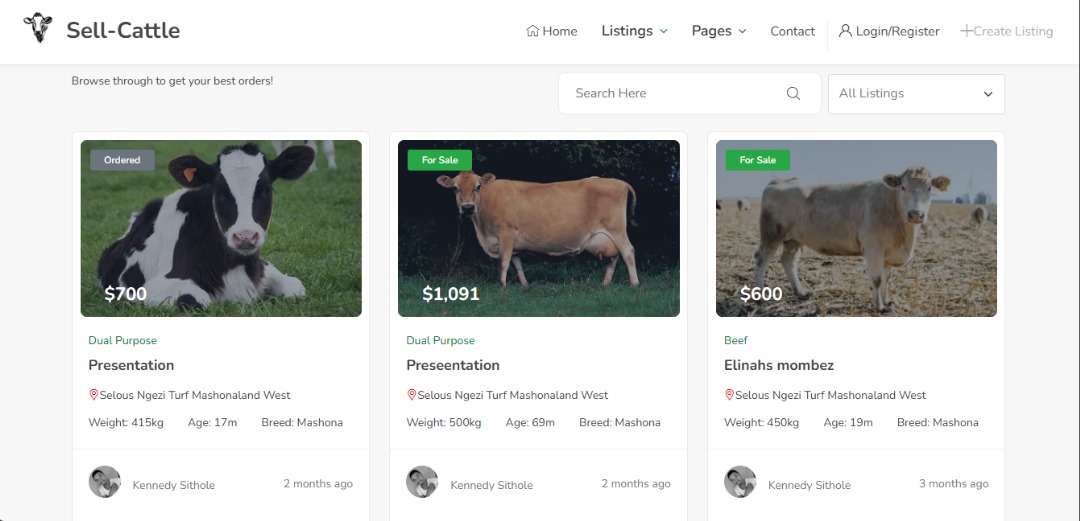 Sell-Cattle
Home Listings Pages Contact Login/Register Create Listing
Browse through to get your best orders!
Search Here
All Listings
Ordered
$700
Dual Purpose
Presentation
Selous Ngezi Turf Mashonaland West
Weight: 415kg Age: 17m Breed: Mashona
Kennedy Sithole 2 months ago
For Sale
$1,091
Dual Purpose
Preseentation
Selous Ngezi Turf Mashonaland West
Weight: 500kg Age: 69m Breed: Mashona
Kennedy Sithole 2 months ago
For Sale
$600
Beef
Elinahs mombez
Selous Ngezi Turf Mashonaland West
Weight: 450kg Age: 19m Breed: Mashona
Kennedy Sithole 3 months ago